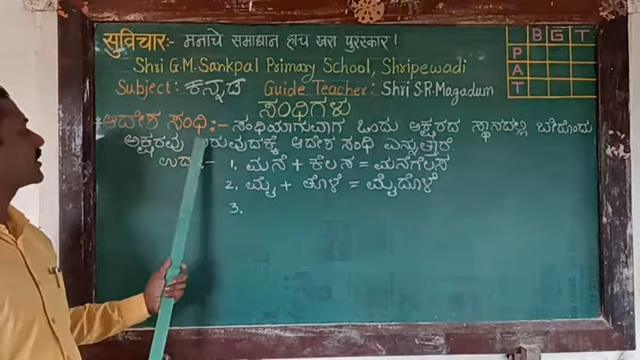 सुविचार:- मनाचे समाधान हाच खरा पुरस्कार!
Shri G.M. Sankpal Primary School, Shripewadi
Subject: ಕನ್ನಡ Guide Teacher: Shri S.R. Magadum
B G T
P
A
T
ಸಂಧಿಗಳು
ಆದೇಶ ಸಂಧಿ:- ಸಂಧಿಯಾಗುವಾಗ ಒಂದು ಅಕ್ಷರದ ಸ್ಥಾನದಲ್ಲಿ ಬೇರೊಂದು
ಅಕ್ಷರವು ಬರುವುದಕ್ಕೆ ಆದೇಶ ಸಂಧಿ ಎನ್ನುತ್ತಾರೆ
ಉದಾ:- 1. ಮನೆ + ಕೆಲಸ = ಮನೆಗೆಲಸ
2. ಮೈ + ತೊಳೆ = ಮೈದೊಳೆ
3.